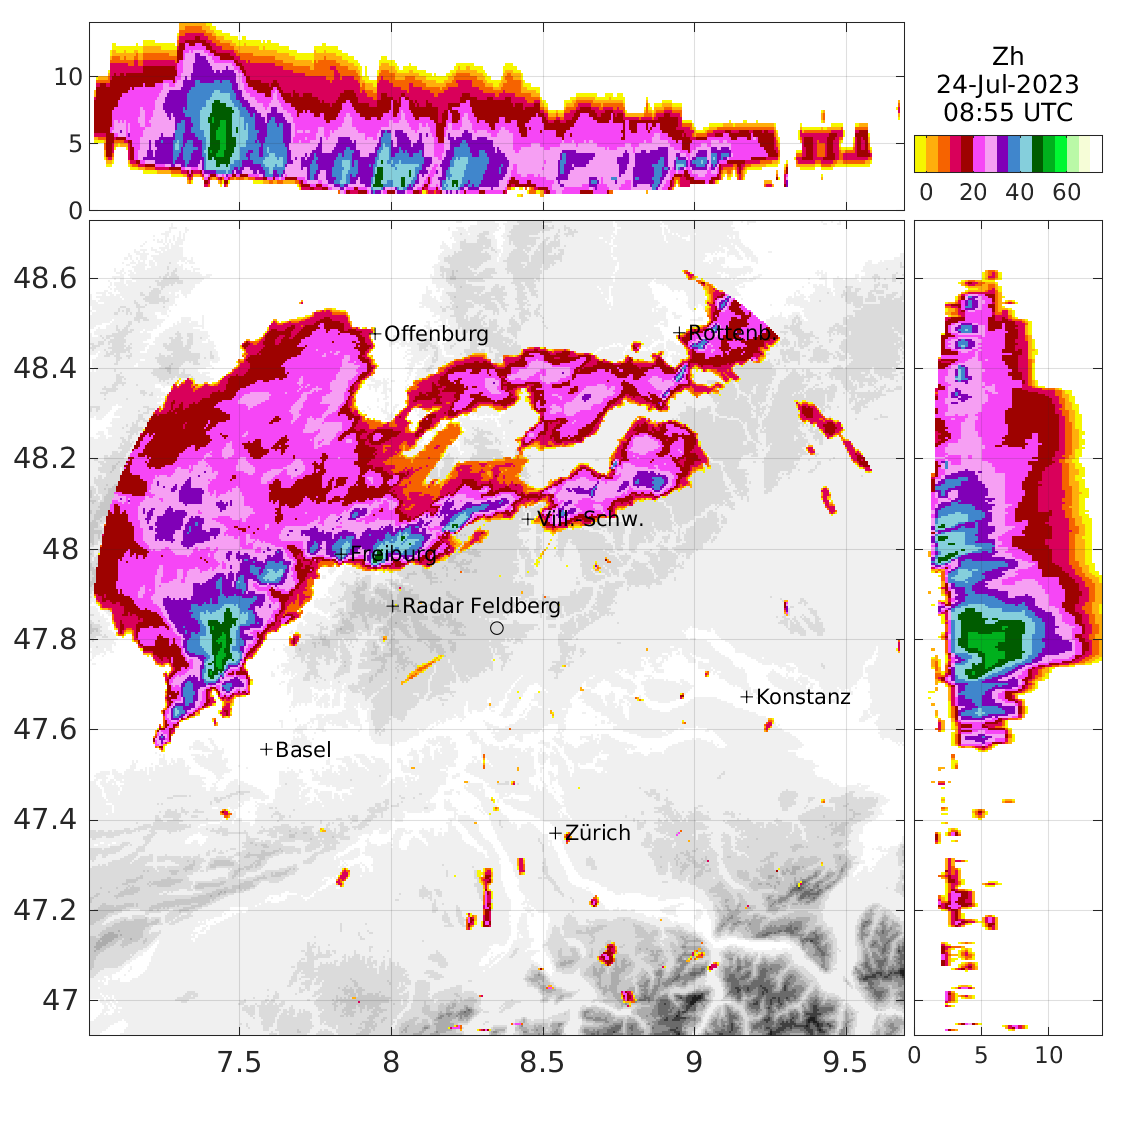 10
5
0
Zh
24-Jul-2023
08:55 UTC
0 20 40 60
48.6
48.4
48.2
48
47.8
47.6
47.4
47.2
47
Offenburg
Rottenb.
Vill.-Schw.
Freiburg
Radar Feldberg
Konstanz
Basel
Zürich
7.5 8 8.5 9 9.5
0 5 10